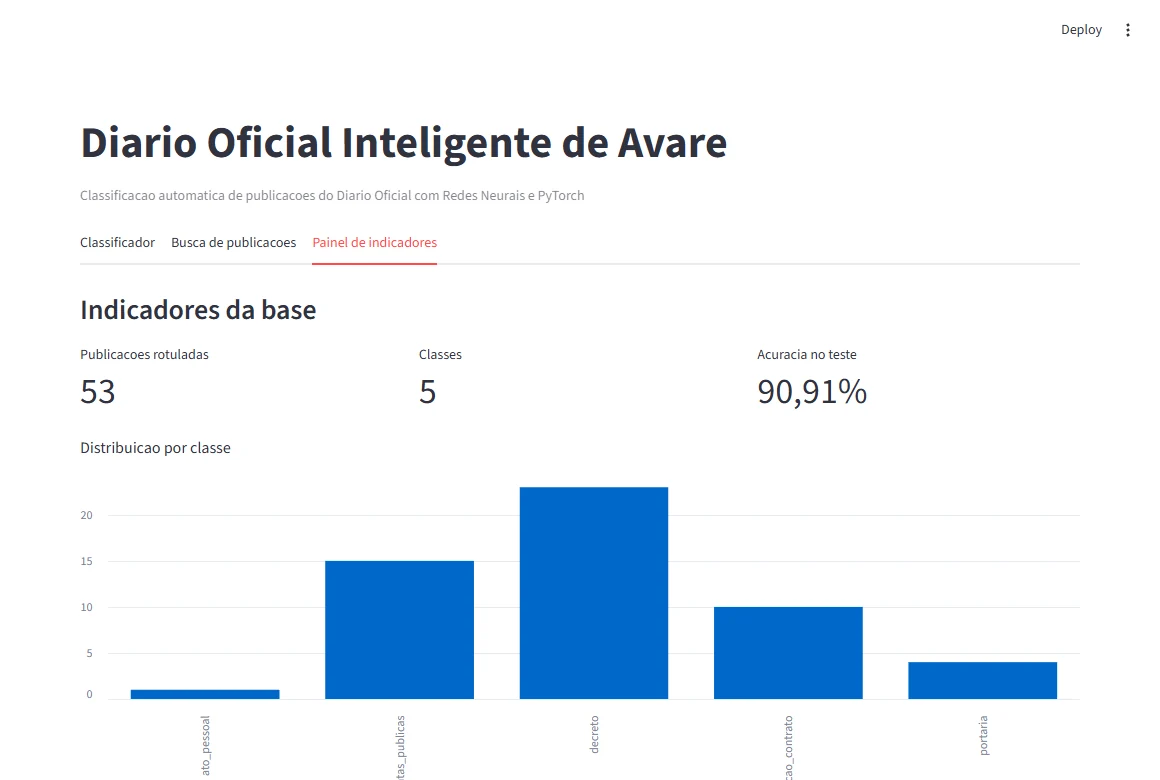 Deploy
Diario Oficial Inteligente de Avare
Classificacao automatica de publicacoes do Diario Oficial com Redes Neurais e PyTorch
Classificador Busca de publicacoes Painel de indicadores
Indicadores da base
Publicacoes rotuladas Classes Acuracia no teste
53 5 90,91%
Distribuicao por classe
20
15
10
5
0
ato_pessoal tas_publicas decreto cao_contrato portaria